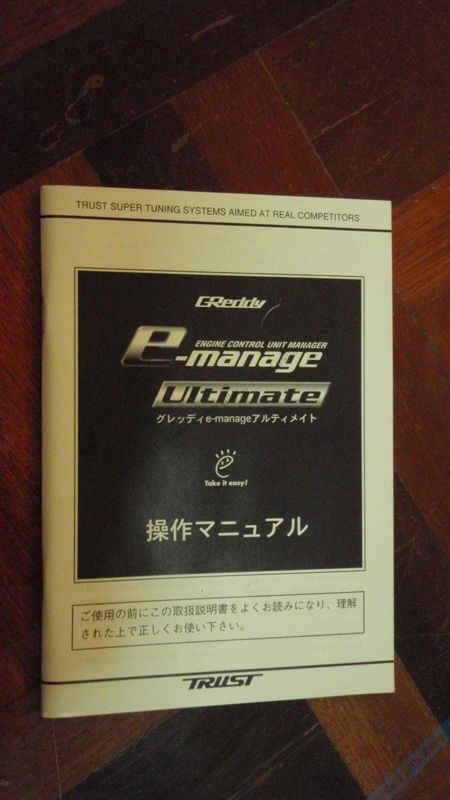 TRUST SUPER TUNING SYSTEMS AIMED AT REAL COMPETITORS
GReddy
ENGINE CONTROL UNIT MANAGER
e-manage
Ultimate
グレッディe-manageアルティメイト
Take it easy!
操作マニュアル
ご使用の前にこの取扱説明書をよくお読みになり、理解
された上で正しくお使い下さい。
TRUST